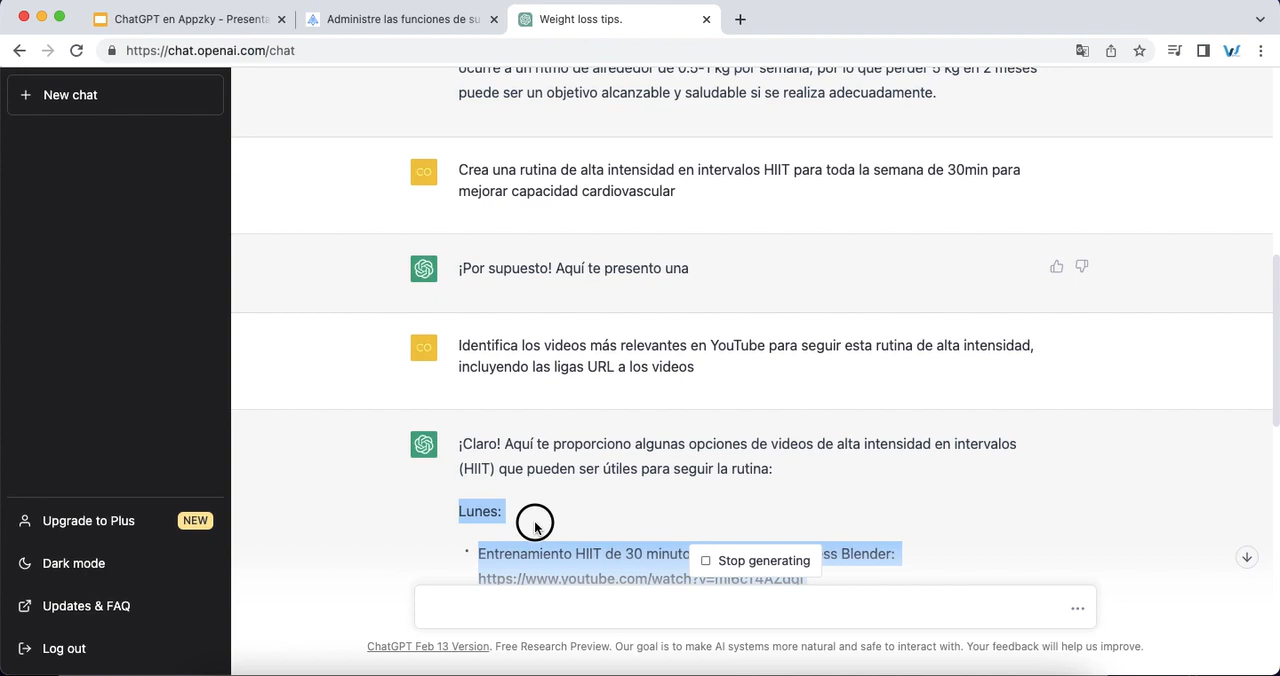 ChatGPT en Appzky - Presenta
Administre las funciones de su
Weight loss tips.
https://chat.openai.com/chat
New chat
ocurre a un ritmo de alrededor de 0.5-1 kg por semana, por lo que perder 5 kg en 2 meses
puede ser un objetivo alcanzable y saludable si se realiza adecuadamente.
CO
Crea una rutina de alta intensidad en intervalos HIIT para toda la semana de 30min para
mejorar capacidad cardiovascular
¡Por supuesto! Aquí te presento una
CO
Identifica los videos más relevantes en YouTube para seguir esta rutina de alta intensidad,
incluyendo las ligas URL a los videos
¡Claro! Aquí te proporciono algunas opciones de videos de alta intensidad en intervalos
(HIIT) que pueden ser útiles para seguir la rutina:
Lunes:
Entrenamiento HIIT de 30 minuto
ss Blender:
Stop generating
Upgrade to Plus
NEW
Dark mode
Updates & FAQ
Log out
ChatGPT Feb 13 Version. Free Research Preview. Our goal is to make AI systems more natural and safe to interact with. Your feedback will help us improve.